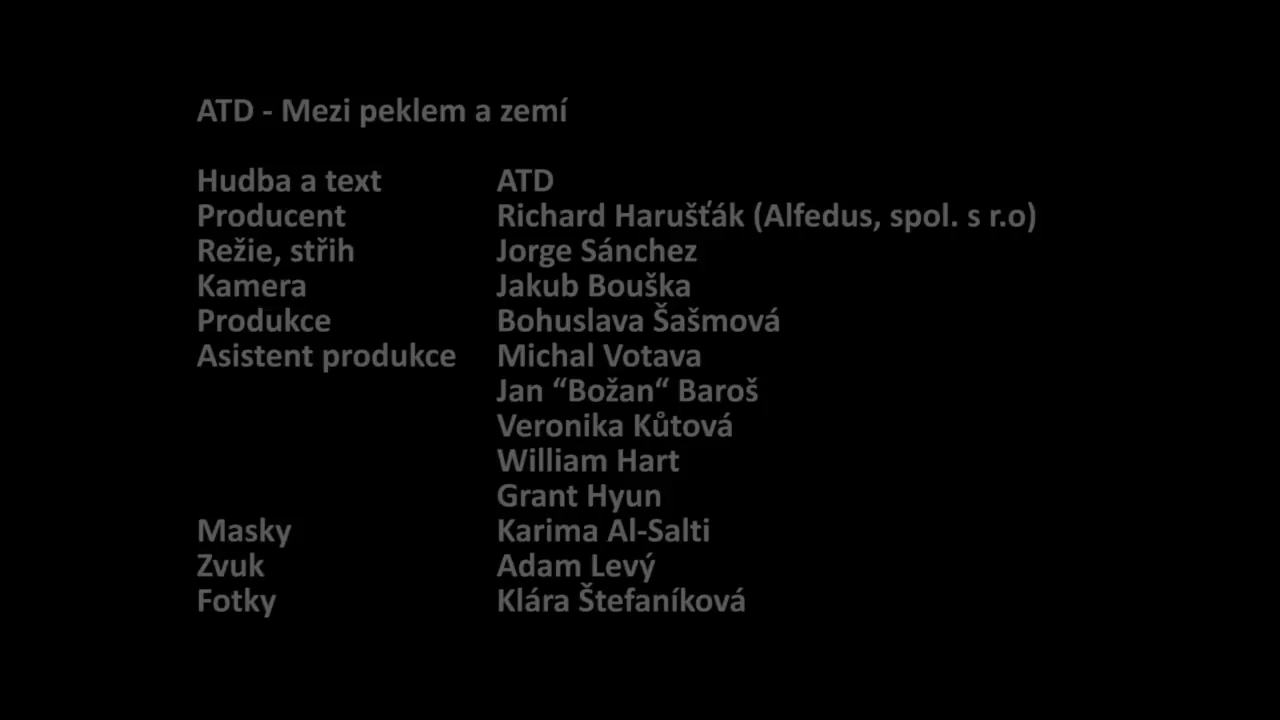 ATD - Mezi peklem a zemí
Hudba a text ATD
Producent Richard Harušťák (Alfedus, spol. s r.o)
Režie, střih Jorge Sánchez
Kamera Jakub Bouška
Produkce Bohuslava Šašmová
Asistent produkce Michal Votava
Jan “Božan“ Baroš
Veronika Kůtová
William Hart
Grant Hyun
Masky Karima Al-Salti
Zvuk Adam Levý
Fotky Klára Štefaníková